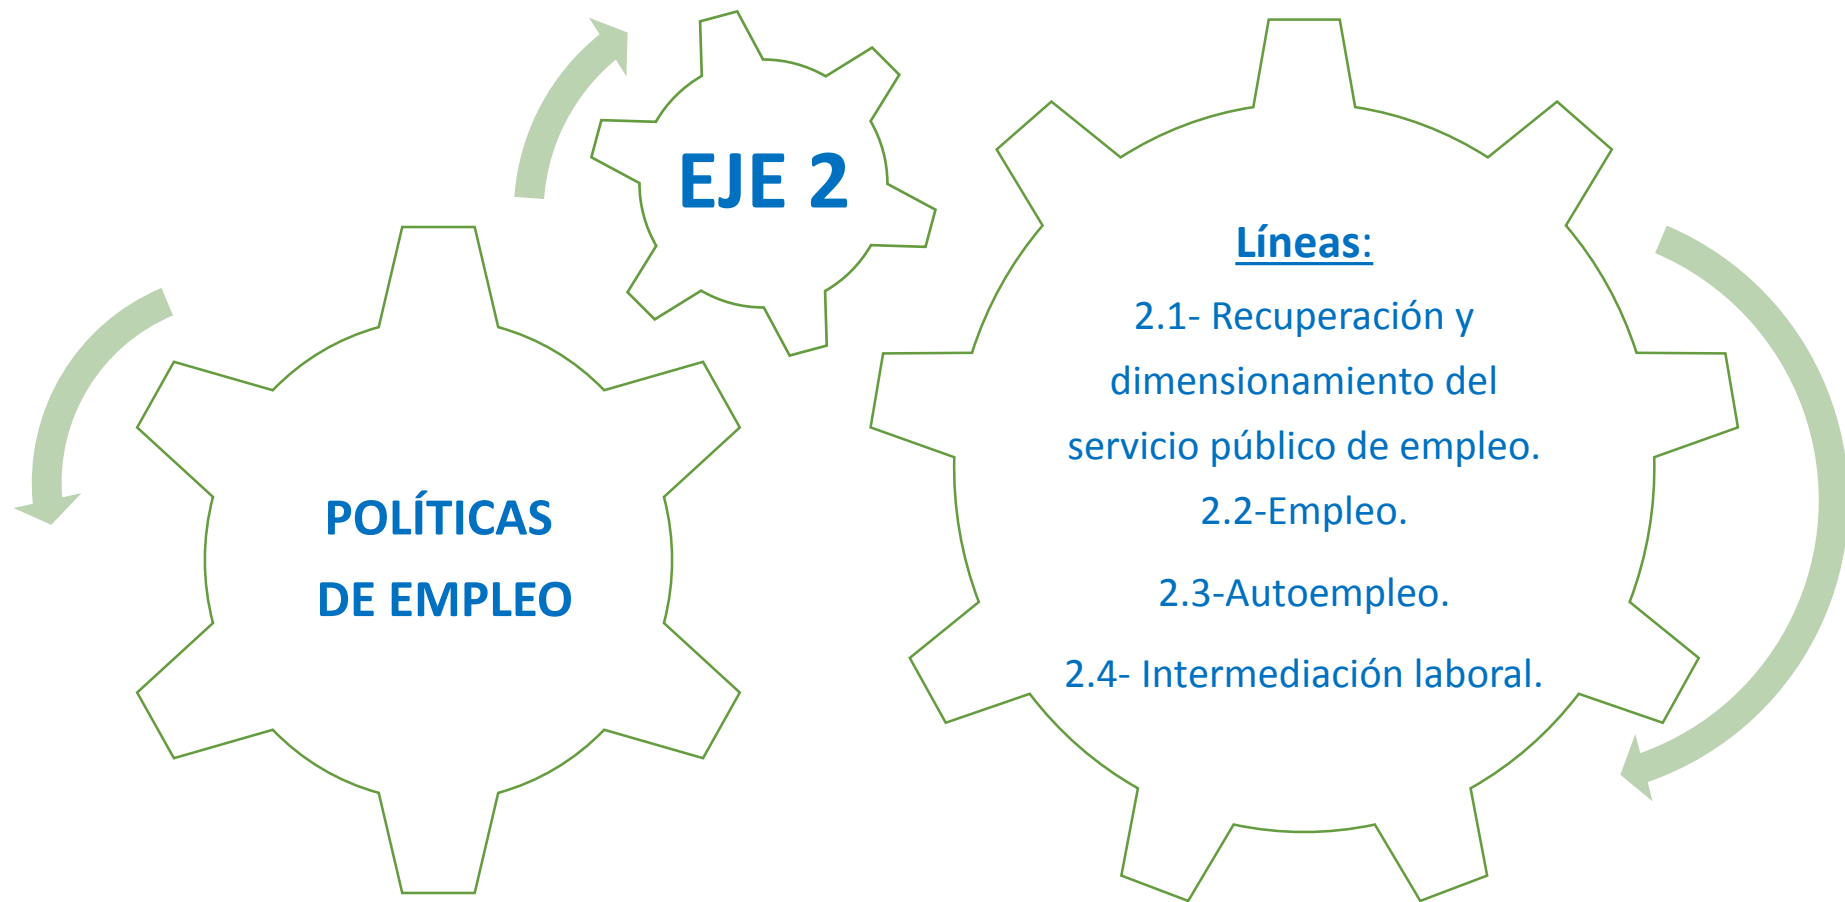 EJE 2
POLÍTICAS
DE EMPLEO
Líneas:
2.1- Recuperación y
dimensionamiento del
servicio público de empleo.
2.2-Empleo.
2.3-Autoempleo.
2.4- Intermediación laboral.